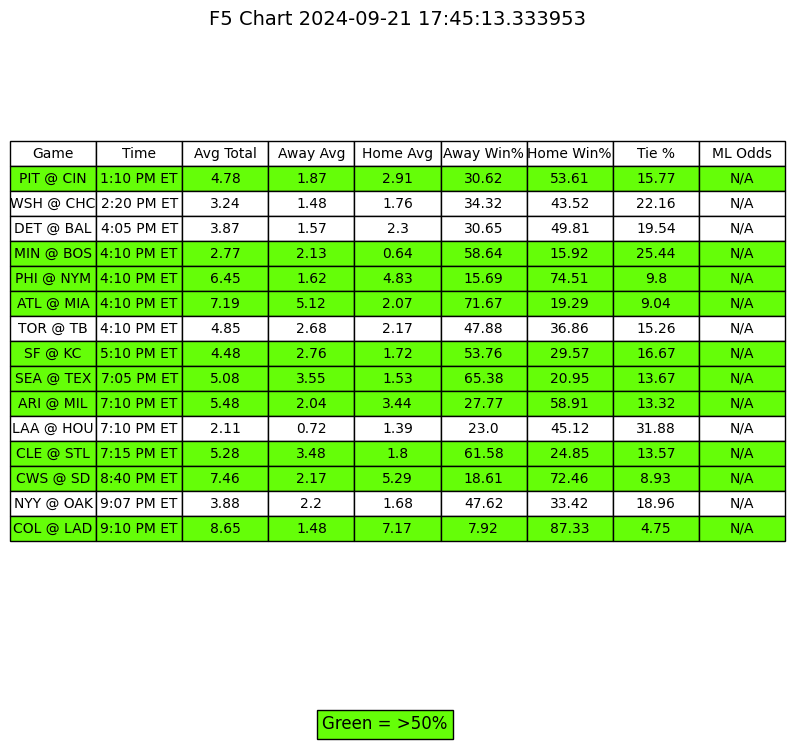 F5 Chart 2024-09-21 17:45:13.333953
Game Time Avg Total Away Avg Home Avg Away Win% Home Win% Tie % ML Odds
PIT @ CIN 1:10 PM ET 4.78 1.87 2.91 30.62 53.61 15.77 N/A
WSH @ CHC 2:20 PM ET 3.24 1.48 1.76 34.32 43.52 22.16 N/A
DET @ BAL 4:05 PM ET 3.87 1.57 2.3 30.65 49.81 19.54 N/A
MIN @ BOS 4:10 PM ET 2.77 2.13 0.64 58.64 15.92 25.44 N/A
PHI @ NYM 4:10 PM ET 6.45 1.62 4.83 15.69 74.51 9.8 N/A
ATL @ MIA 4:10 PM ET 7.19 5.12 2.07 71.67 19.29 9.04 N/A
TOR @ TB 4:10 PM ET 4.85 2.68 2.17 47.88 36.86 15.26 N/A
SF @ KC 5:10 PM ET 4.48 2.76 1.72 53.76 29.57 16.67 N/A
SEA @ TEX 7:05 PM ET 5.08 3.55 1.53 65.38 20.95 13.67 N/A
ARI @ MIL 7:10 PM ET 5.48 2.04 3.44 27.77 58.91 13.32 N/A
LAA @ HOU 7:10 PM ET 2.11 0.72 1.39 23.0 45.12 31.88 N/A
CLE @ STL 7:15 PM ET 5.28 3.48 1.8 61.58 24.85 13.57 N/A
CWS @ SD 8:40 PM ET 7.46 2.17 5.29 18.61 72.46 8.93 N/A
NYY @ OAK 9:07 PM ET 3.88 2.2 1.68 47.62 33.42 18.96 N/A
COL @ LAD 9:10 PM ET 8.65 1.48 7.17 7.92 87.33 4.75 N/A
Green = >50%